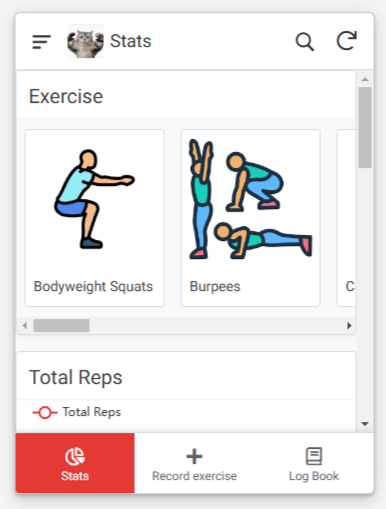 Stats
Exercise
Bodyweight Squats
Burpees
Total Reps
Total Reps
Stats
Record exercise
Log Book